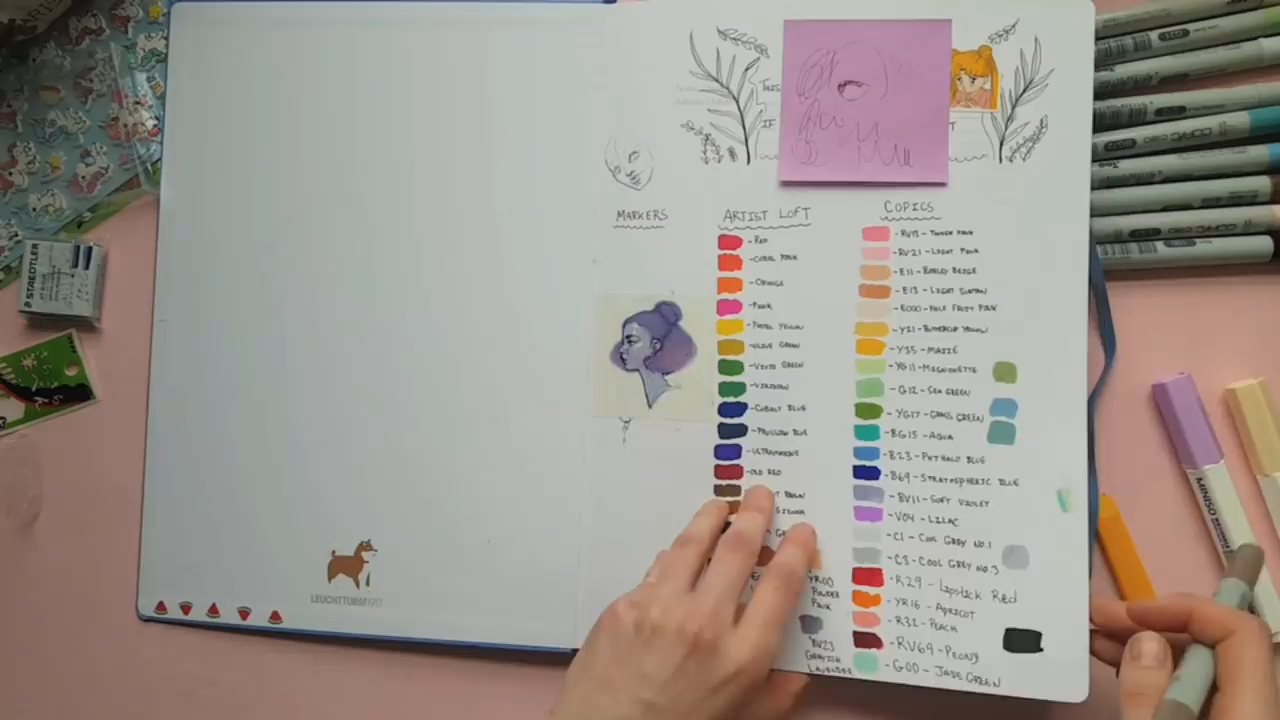 THIS
IF
T
MARKERS
ARTIST LOFT
COPICS
- RED
- CORAL PINK
- ORANGE
- PINK
- PASTEL YELLOW
- OLIVE GREEN
- VIRIDIAN
- COBALT BLUE
- PRUSSIAN BLUE
- ULTRAMARINE
- OLD RED
SIENNA
- RV21 - LIGHT PINK
- E11 - BARLEY BEIGE
- E13 - LIGHT SUNTAN
- Y21 - BUTTERCUP YELLOW
- Y35 - MAIZE
- YG11 - MIGNONETTE
- G12 - SEA GREEN
- YG17 - GRASS GREEN
- BG15 - AQUA
- B23 - PHTHALO BLUE
- B69 - STRATOSPHERIC BLUE
- BV11 - SOFT VIOLET
- V04 - LILAC
- C1 - COOL GREY NO.1
- C3 - COOL GREY NO.3
- R29 - LIPSTICK RED
- YR16 - APRICOT
- R32 - PEACH
- RV69 - PEONY
- G00 - JADE GREEN
YR00
POWDER
PINK
BV23
GRAYISH
LAVENDER
LEUCHTTURM1917
STAEDTLER
MINISO
COPIC